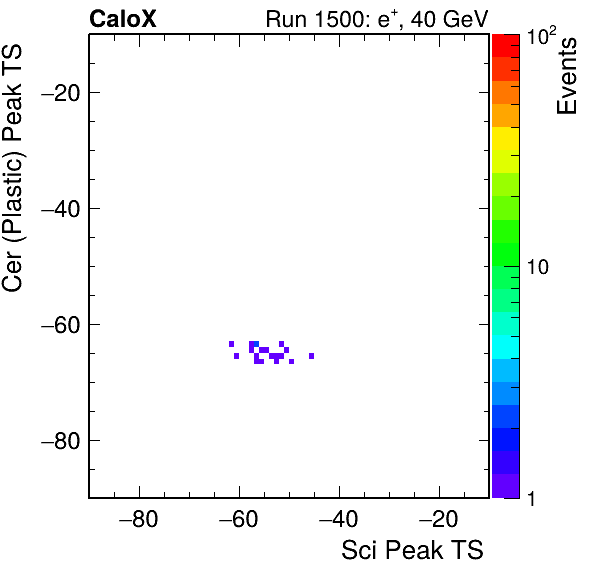 CaloX Run 1500: e⁺, 40 GeV
Cer (Plastic) Peak TS
−20
−40
−60
−80
−80 −60 −40 −20
Sci Peak TS
10²
10
1
Events